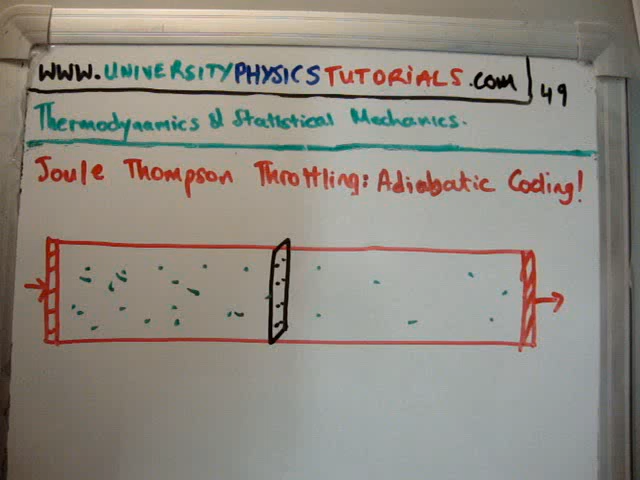 WWW.UNIVERSITYPHYSICSTUTORIALS.com
49
Thermodynamics & Statistical Mechanics.
Joule Thompson Throttling: Adiabatic Cooling!